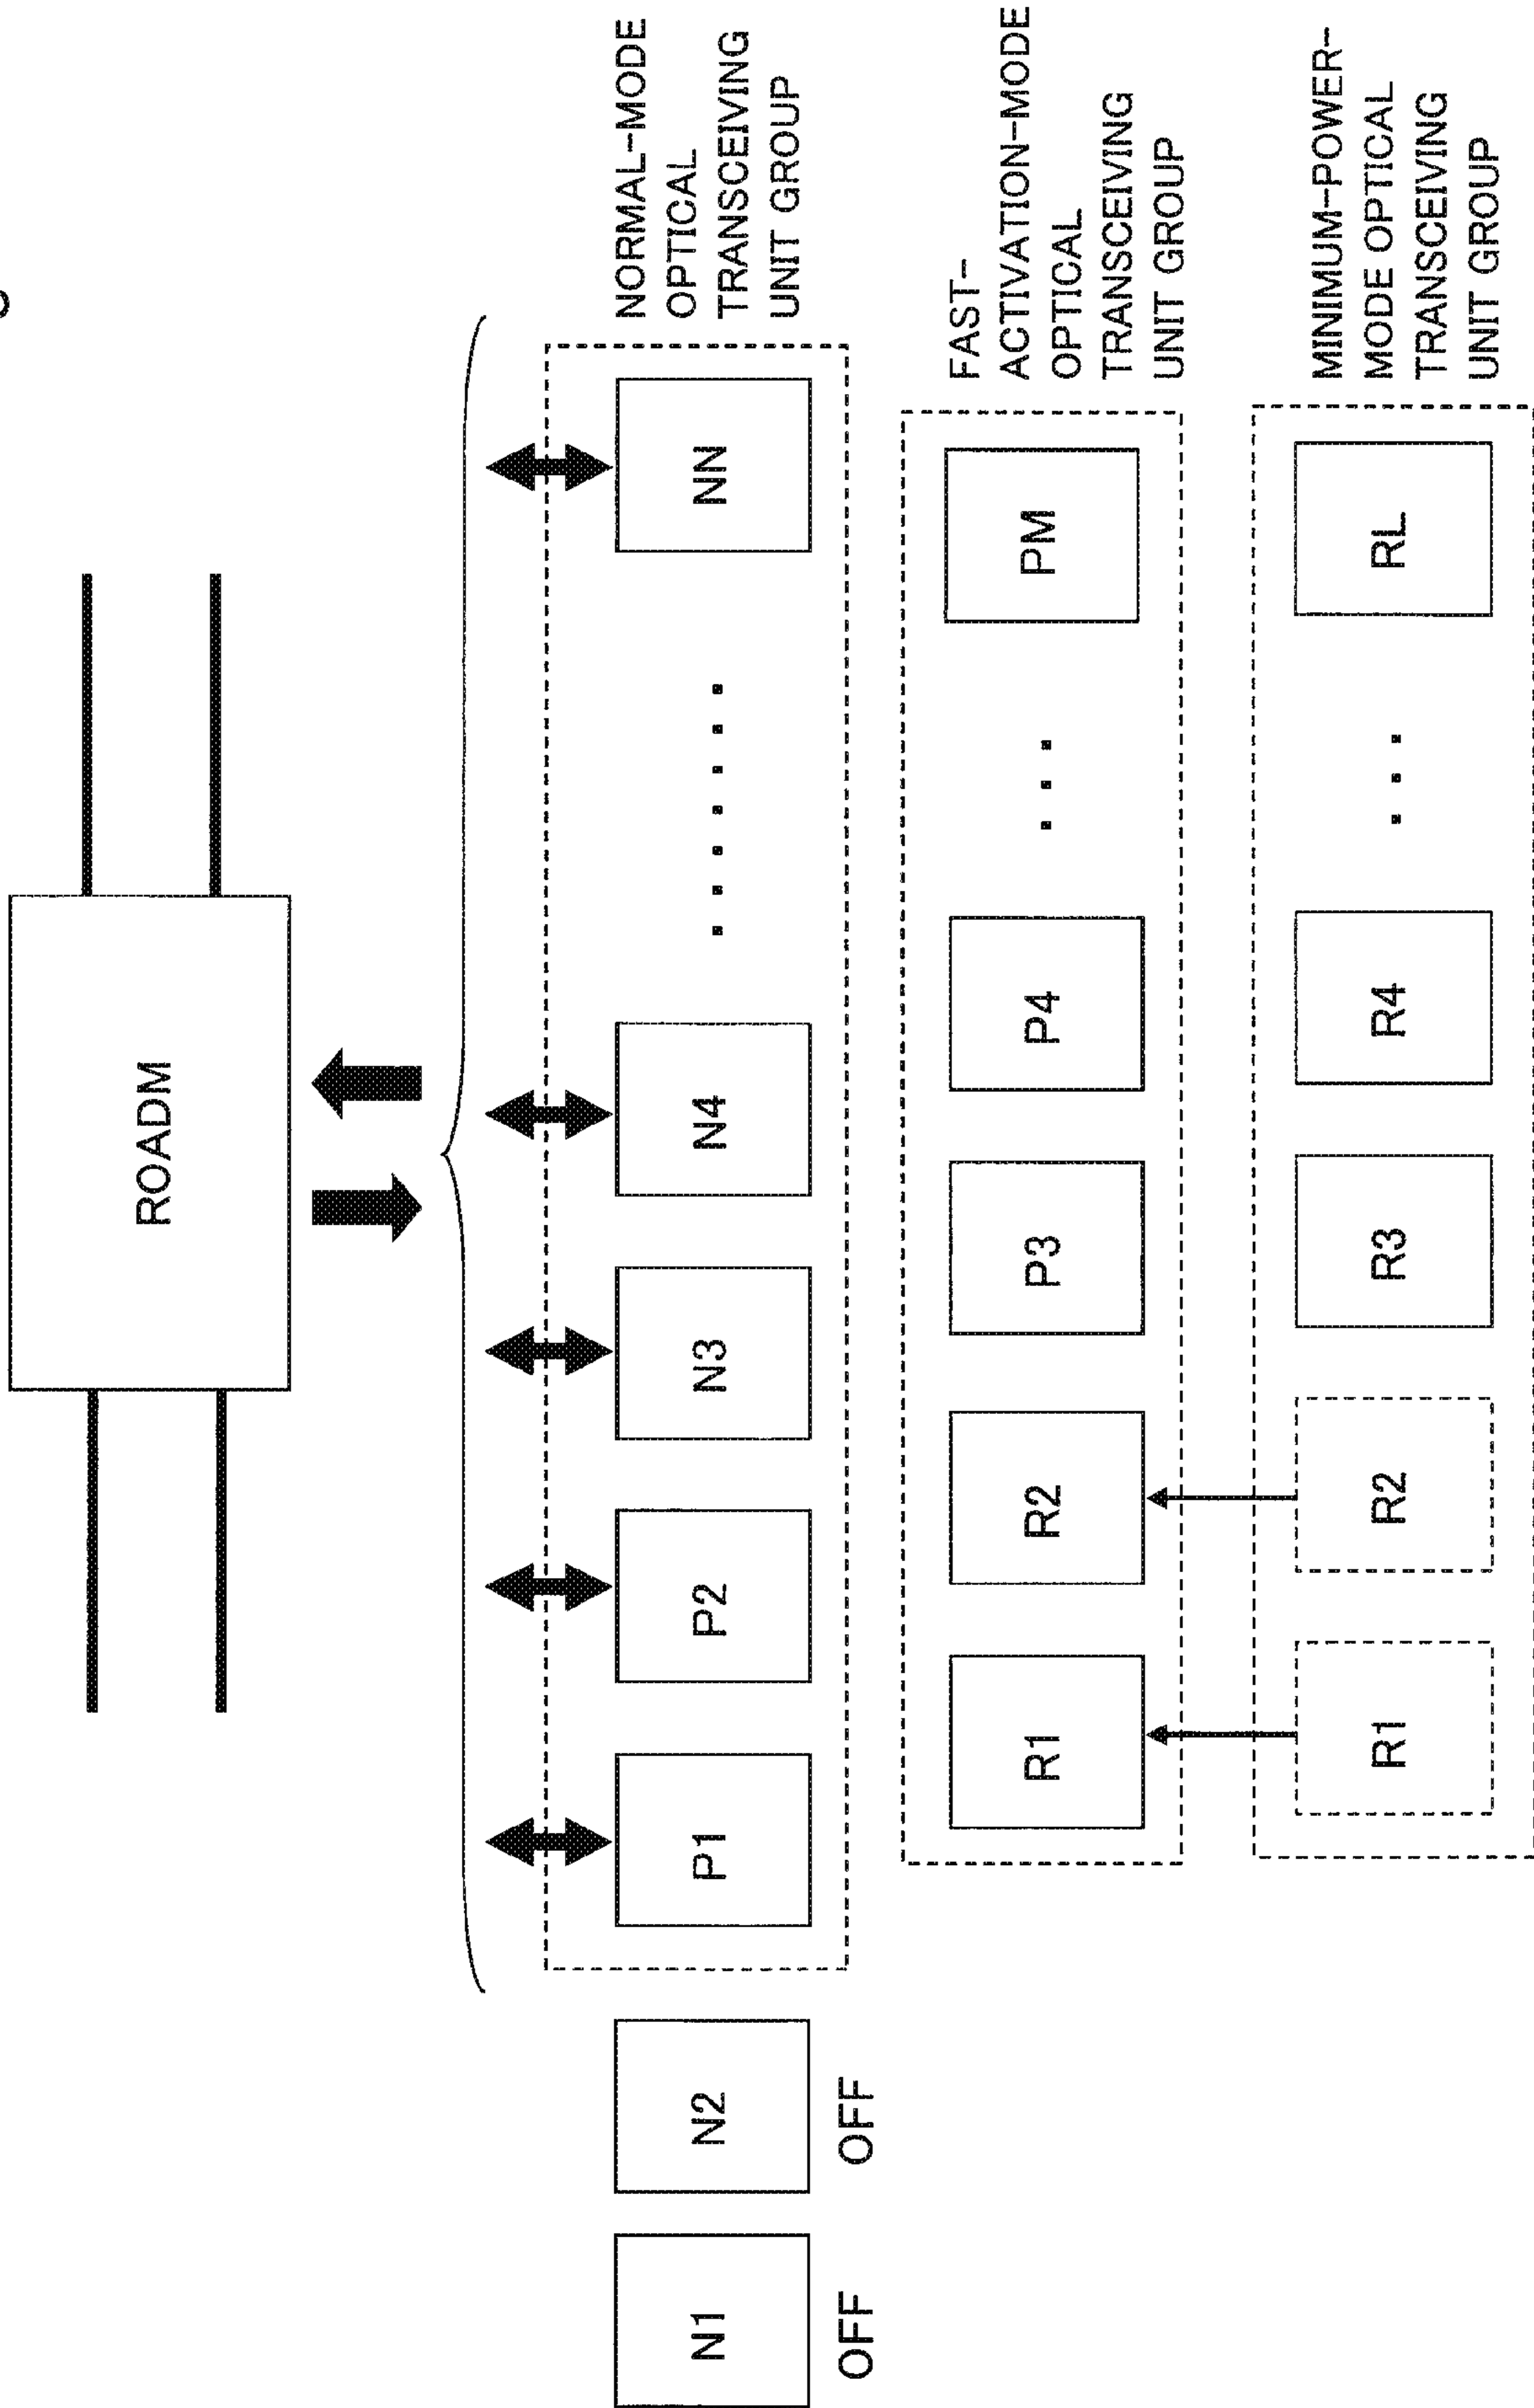 ROADM
N1
N2
P1
P2
N3
N4
NN
NORMAL-MODE
OPTICAL
TRANSCEIVING
UNIT GROUP
OFF
OFF
R1
R2
P3
P4
PM
FAST-
ACTIVATION-MODE
OPTICAL
TRANSCEIVING
UNIT GROUP
R1
R2
R3
R4
RL
MINIMUM-POWER-
MODE OPTICAL
TRANSCEIVING
UNIT GROUP